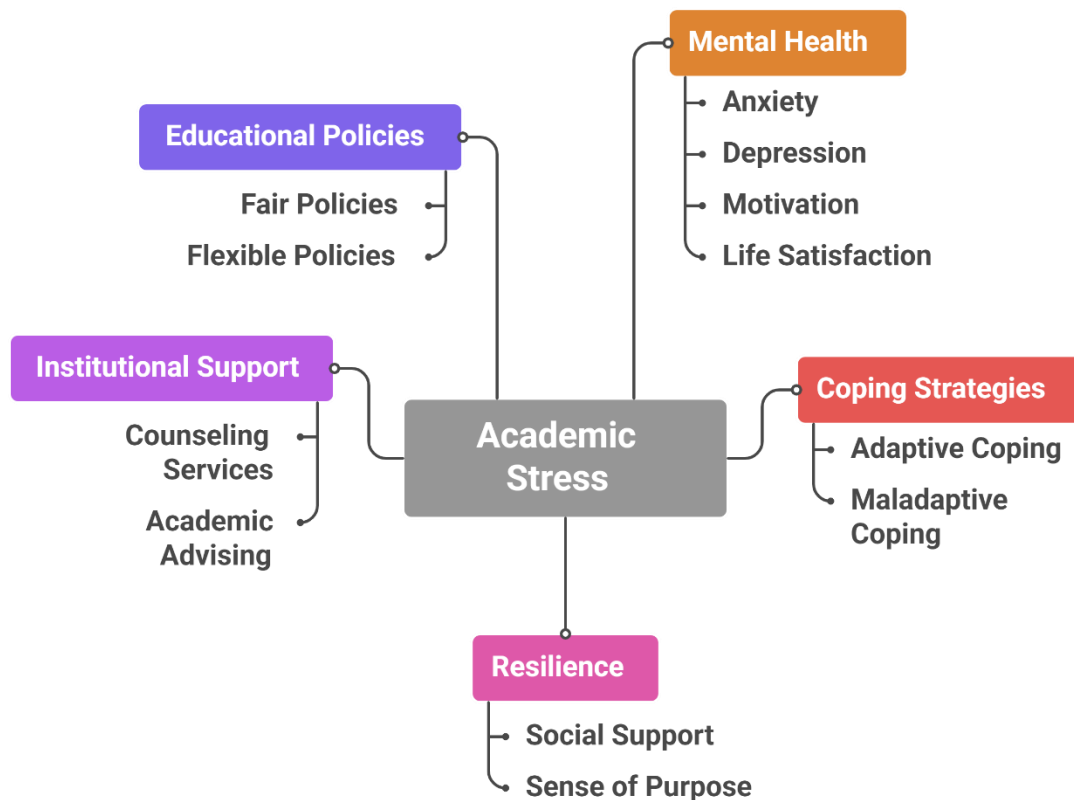 Mental Health
Anxiety
Depression
Motivation
Life Satisfaction
Educational Policies
Fair Policies
Flexible Policies
Institutional Support
Counseling
Services
Academic
Advising
Academic
Stress
Coping Strategies
Adaptive Coping
Maladaptive
Coping
Resilience
Social Support
Sense of Purpose